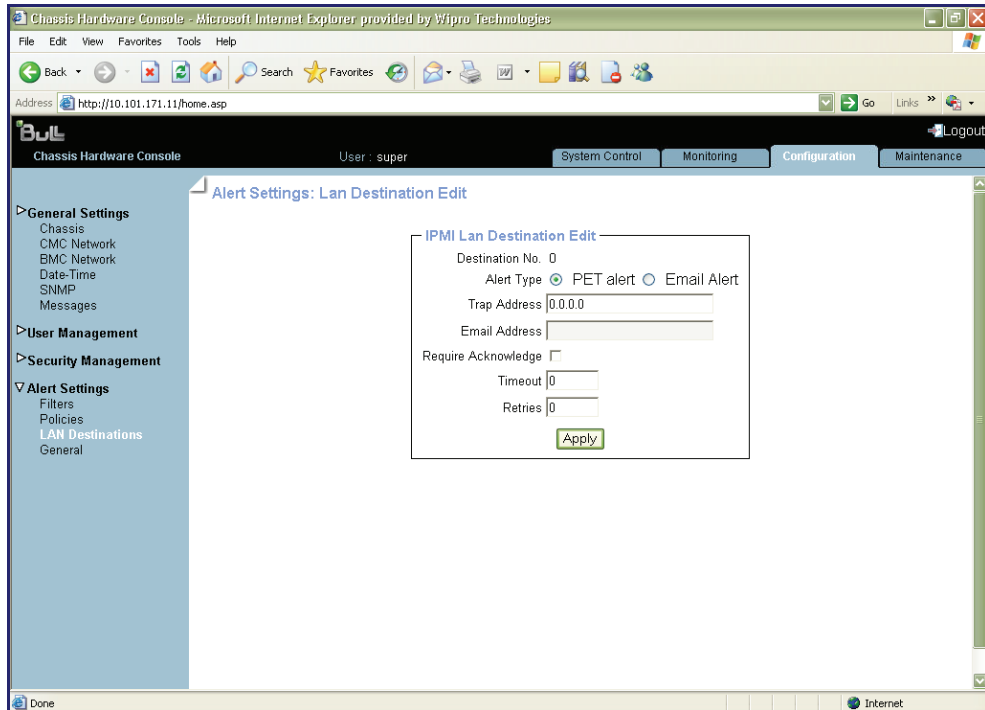 Chassis Hardware Console - Microsoft Internet Explorer provided by Wipro Technologies
File Edit View Favorites Tools Help
Back Search Favorites
Address http://10.101.171.11/home.asp Go Links »
Bull Logout
Chassis Hardware Console User : super System Control Monitoring Configuration Maintenance
Alert Settings: Lan Destination Edit
General Settings
Chassis
CMC Network
BMC Network
Date-Time
SNMP
Messages
User Management
Security Management
Alert Settings
Filters
Policies
LAN Destinations
General
IPMI Lan Destination Edit
Destination No. 0
Alert Type PET alert Email Alert
Trap Address 0.0.0.0
Email Address
Require Acknowledge
Timeout 0
Retries 0
Apply
Done Internet